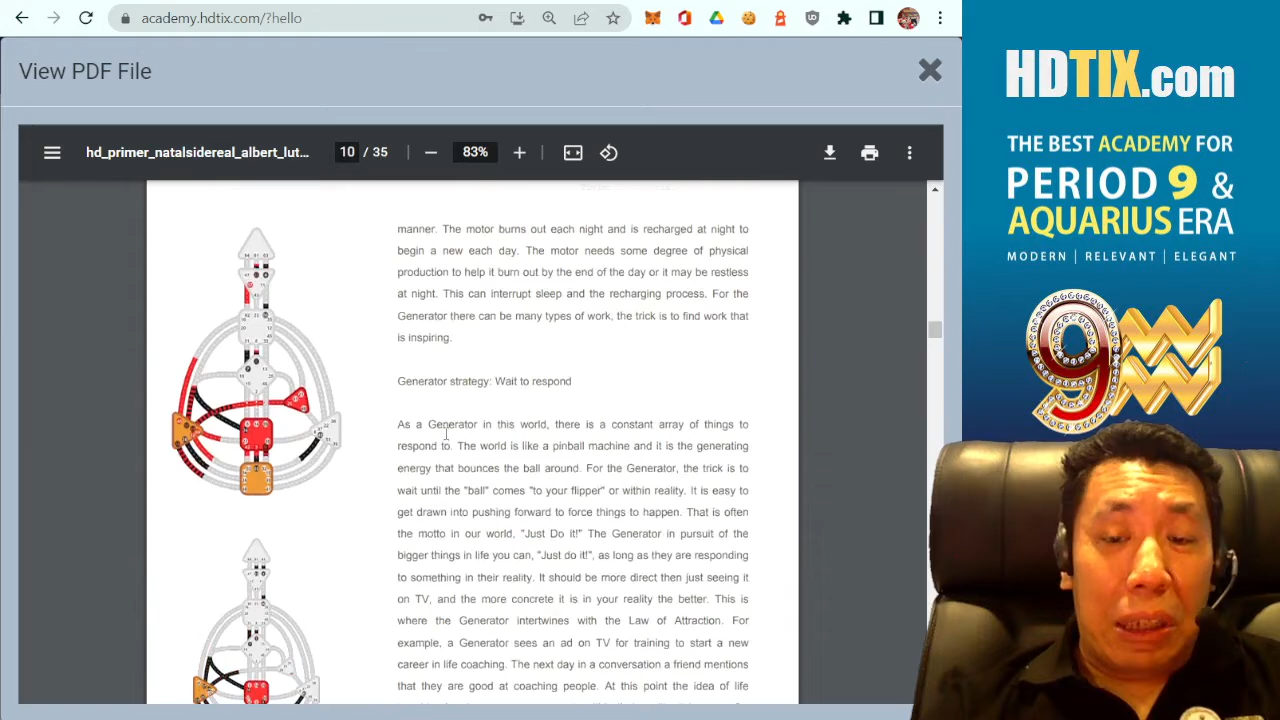 academy.hdtix.com/?hello
View PDF File
hd_primer_natalsidereal_albert_lut...
10 / 35
83%
manner. The motor burns out each night and is recharged at night to
begin a new each day. The motor needs some degree of physical
production to help it burn out by the end of the day or it may be restless
at night. This can interrupt sleep and the recharging process. For the
Generator there can be many types of work, the trick is to find work that
is inspiring.
Generator strategy: Wait to respond
As a Generator in this world, there is a constant array of things to
respond to. The world is like a pinball machine and it is the generating
energy that bounces the ball around. For the Generator, the trick is to
wait until the "ball" comes "to your flipper" or within reality. It is easy to
get drawn into pushing forward to force things to happen. That is often
the motto in our world, "Just Do it!" The Generator in pursuit of the
bigger things in life you can, "Just do it!", as long as they are responding
to something in their reality. It should be more direct then just seeing it
on TV, and the more concrete it is in your reality the better. This is
where the Generator intertwines with the Law of Attraction. For
example, a Generator sees an ad on TV for training to start a new
career in life coaching. The next day in a conversation a friend mentions
that they are good at coaching people. At this point the idea of life
HDTIX.com
THE BEST ACADEMY FOR
PERIOD 9 &
AQUARIUS ERA
MODERN | RELEVANT | ELEGANT
9